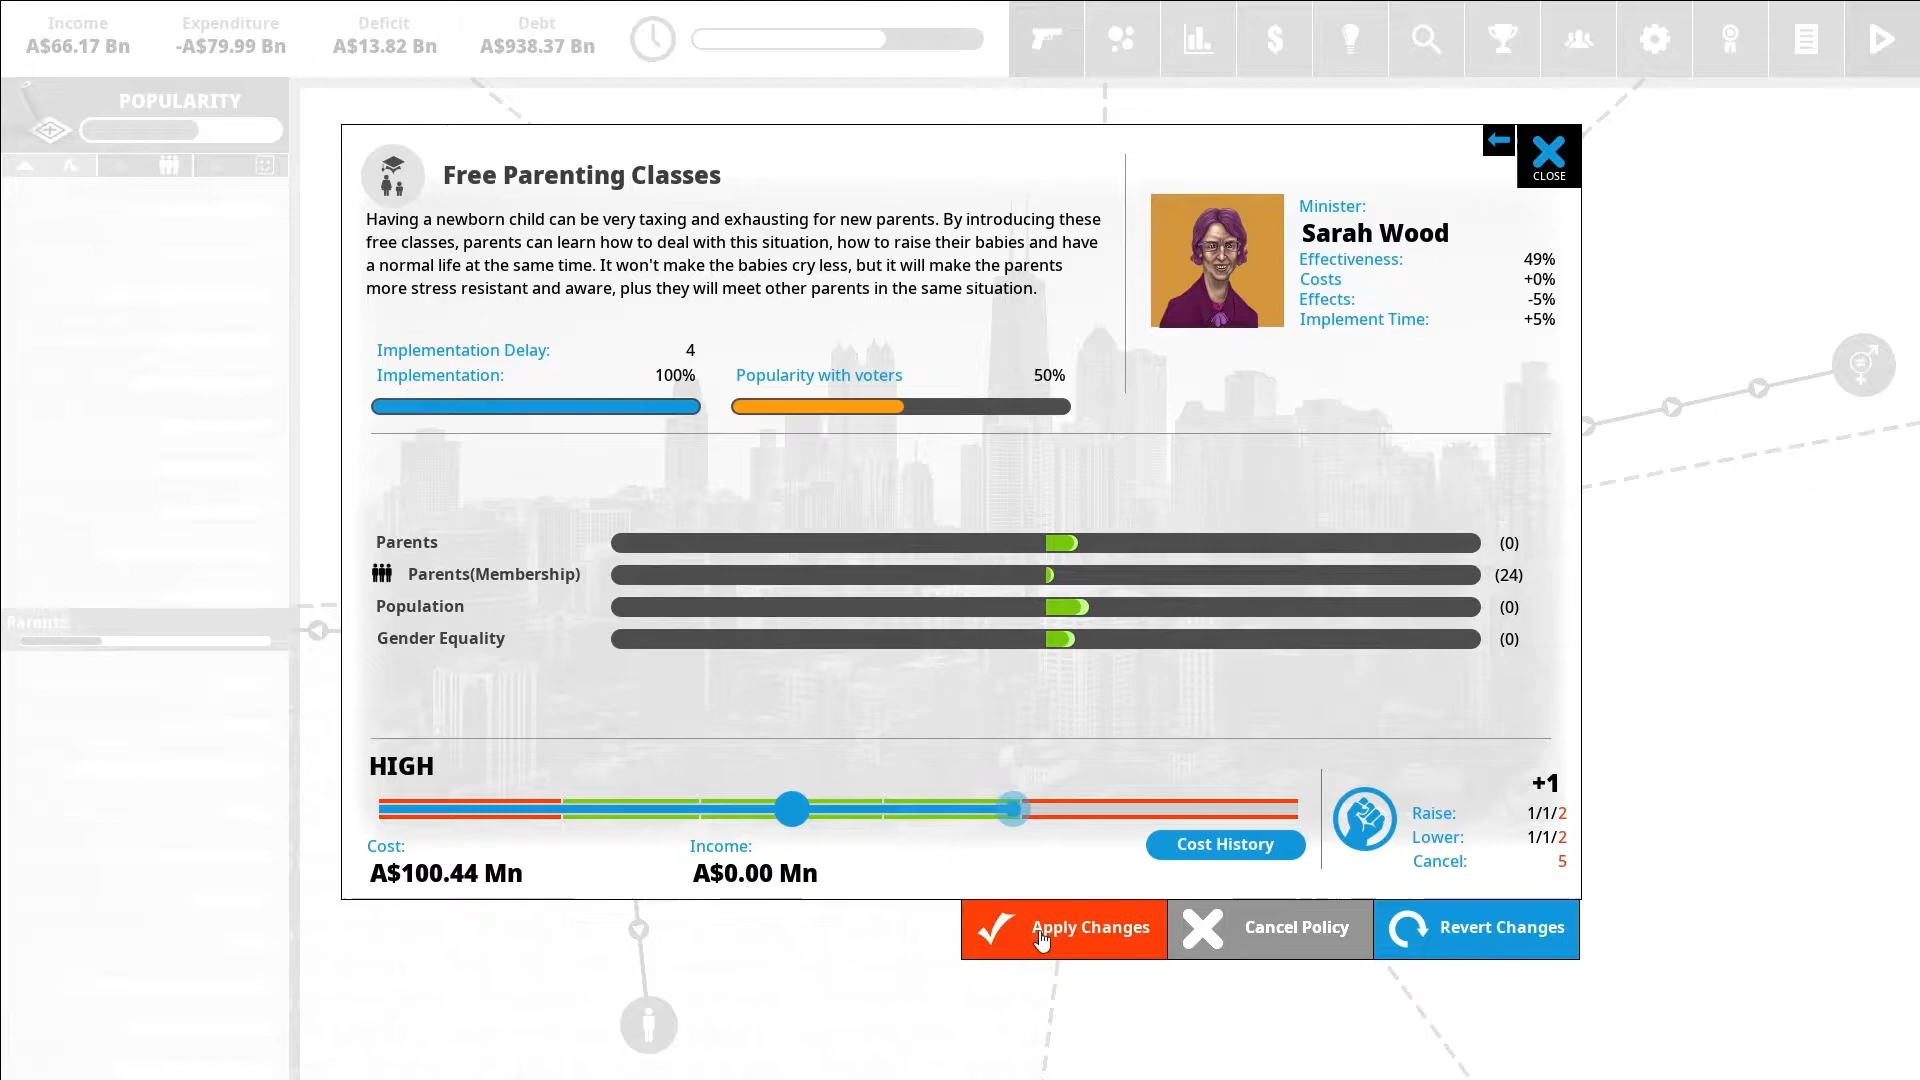 Income
A$66.17 Bn
Expenditure
-A$79.99 Bn
Deficit
A$13.82 Bn
Debt
A$938.37 Bn
POPULARITY
Parents
Free Parenting Classes
Having a newborn child can be very taxing and exhausting for new parents. By introducing these
free classes, parents can learn how to deal with this situation, how to raise their babies and have
a normal life at the same time. It won't make the babies cry less, but it will make the parents
more stress resistant and aware, plus they will meet other parents in the same situation.
CLOSE
Minister:
Sarah Wood
Effectiveness: 49%
Costs +0%
Effects: -5%
Implement Time: +5%
Implementation Delay: 4
Implementation: 100%
Popularity with voters 50%
Parents (0)
Parents(Membership) (24)
Population (0)
Gender Equality (0)
HIGH
Cost:
A$100.44 Mn
Income:
A$0.00 Mn
Cost History
+1
Raise: 1/1/2
Lower: 1/1/2
Cancel: 5
Apply Changes
Cancel Policy
Revert Changes